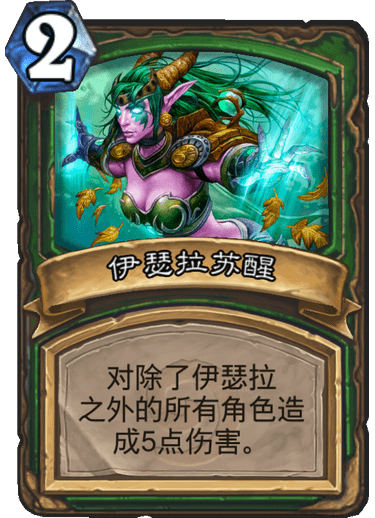 2
伊瑟拉苏醒
对除了伊瑟拉
之外的所有角色造
成5点伤害。